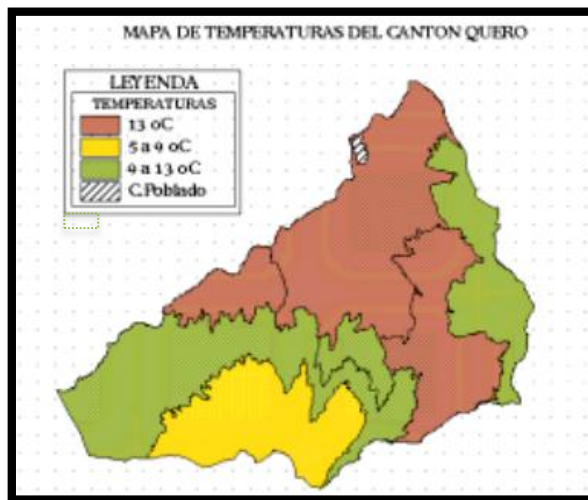 MAPA DE TEMPERATURAS DEL CANTON QUERO
LEYENDA
TEMPERATURAS
13 oC
5 a 9 oC
9 a 13 oC
C.Poblado